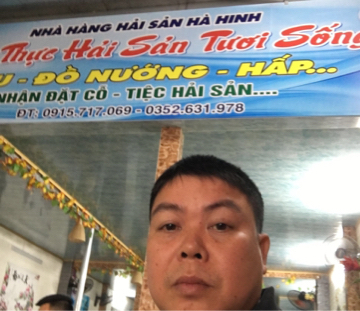 NHÀ HÀNG HẢI SẢN HÀ HINH
Thực Hải Sản Tươi Sống
- ĐỒ NƯỚNG - HẤP...
NHẬN ĐẶT CỖ - TIỆC HẢI SẢN....
ĐT: 0915.717.069 - 0352.631.978